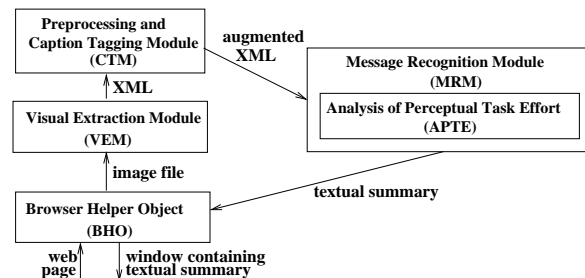 Preprocessing and
Caption Tagging Module
(CTM)
augmented
XML
Message Recognition Module
(MRM)
Analysis of Perceptual Task Effort
(APTE)
XML
Visual Extraction Module
(VEM)
image file
textual summary
Browser Helper Object
(BHO)
web
page
window containing
textual summary